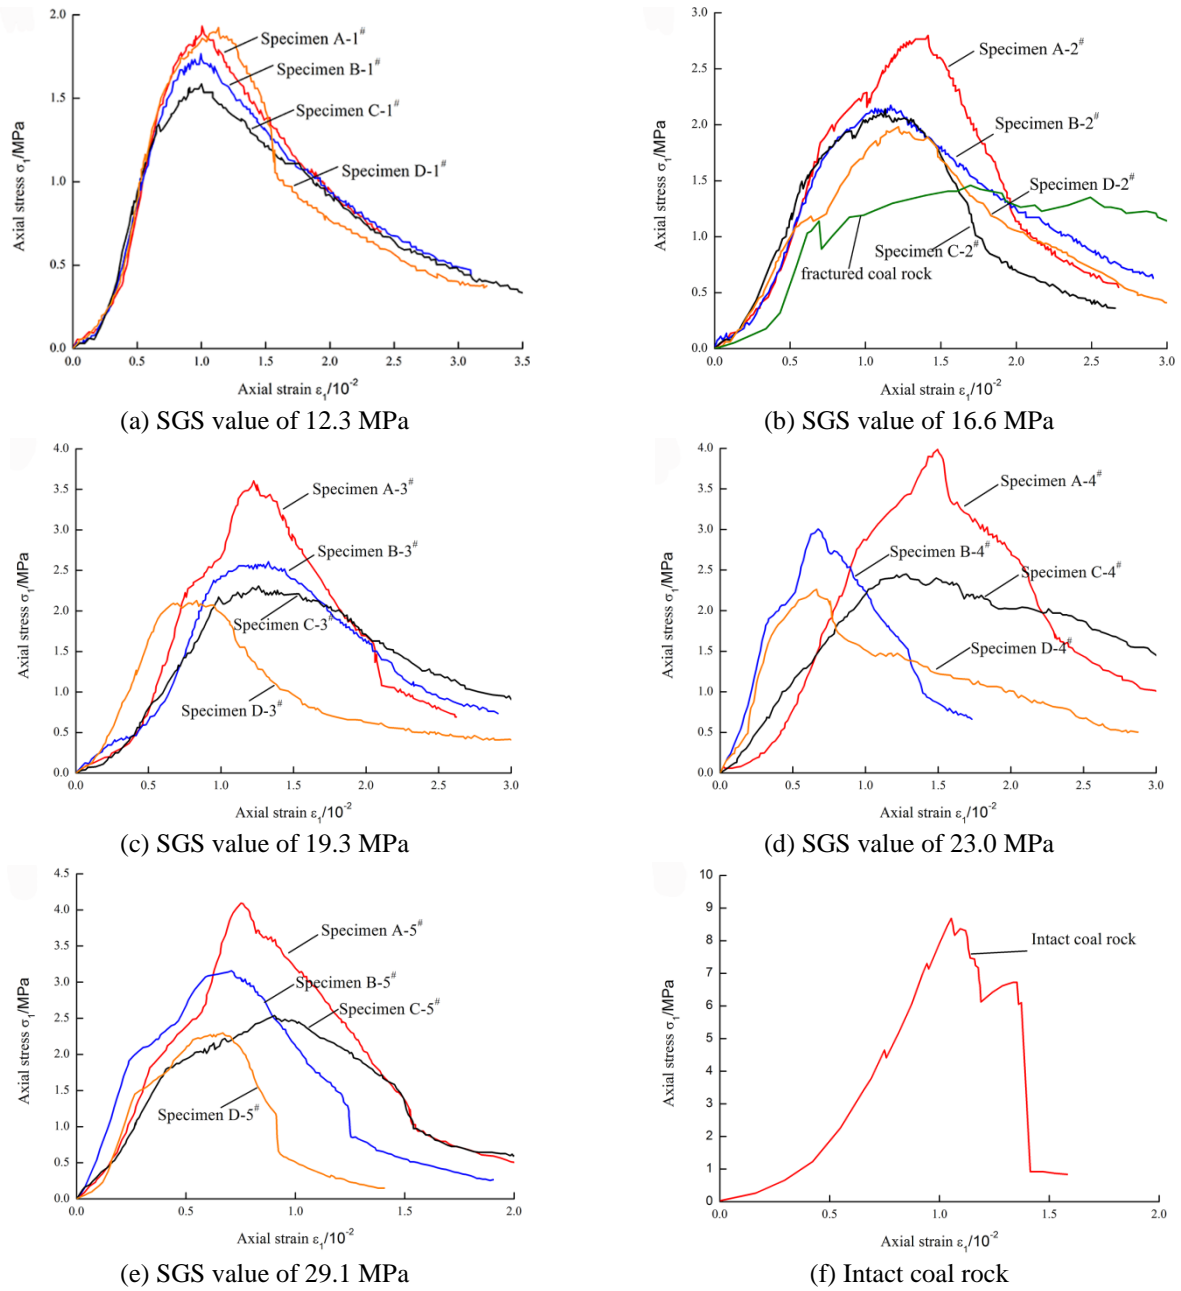 2.0
1.5
1.0
0.5
0.0
Axial stress σ1/MPa
Specimen A-1#
Specimen B-1#
Specimen C-1#
Specimen D-1#
0.0 0.5 1.0 1.5 2.0 2.5 3.0 3.5
Axial strain ε1/10-2
(a) SGS value of 12.3 MPa
3.0
2.5
2.0
1.5
1.0
0.5
0.0
Axial stress σ1/MPa
Specimen A-2#
Specimen B-2#
Specimen D-2#
Specimen C-2#
fractured coal rock
0.0 0.5 1.0 1.5 2.0 2.5 3.0
Axial strain ε1/10-2
(b) SGS value of 16.6 MPa
4.0
3.5
3.0
2.5
2.0
1.5
1.0
0.5
0.0
Axial stress σ1/MPa
Specimen A-3#
Specimen B-3#
Specimen C-3#
Specimen D-3#
0.0 0.5 1.0 1.5 2.0 2.5 3.0
Axial strain ε1/10-2
(c) SGS value of 19.3 MPa
4.0
3.5
3.0
2.5
2.0
1.5
1.0
0.5
0.0
Axial stress σ1/MPa
Specimen A-4#
Specimen B-4#
Specimen C-4#
Specimen D-4#
0.0 0.5 1.0 1.5 2.0 2.5 3.0
Axial strain ε1/10-2
(d) SGS value of 23.0 MPa
4.5
4.0
3.5
3.0
2.5
2.0
1.5
1.0
0.5
0.0
Axial stress σ1/MPa
Specimen A-5#
Specimen B-5#
Specimen C-5#
Specimen D-5#
0.0 0.5 1.0 1.5 2.0
Axial strain ε1/10-2
(e) SGS value of 29.1 MPa
10
9
8
7
6
5
4
3
2
1
0
Axial stress σ1/MPa
Intact coal rock
0.0 0.5 1.0 1.5 2.0
Axial strain ε1/10-2
(f) Intact coal rock